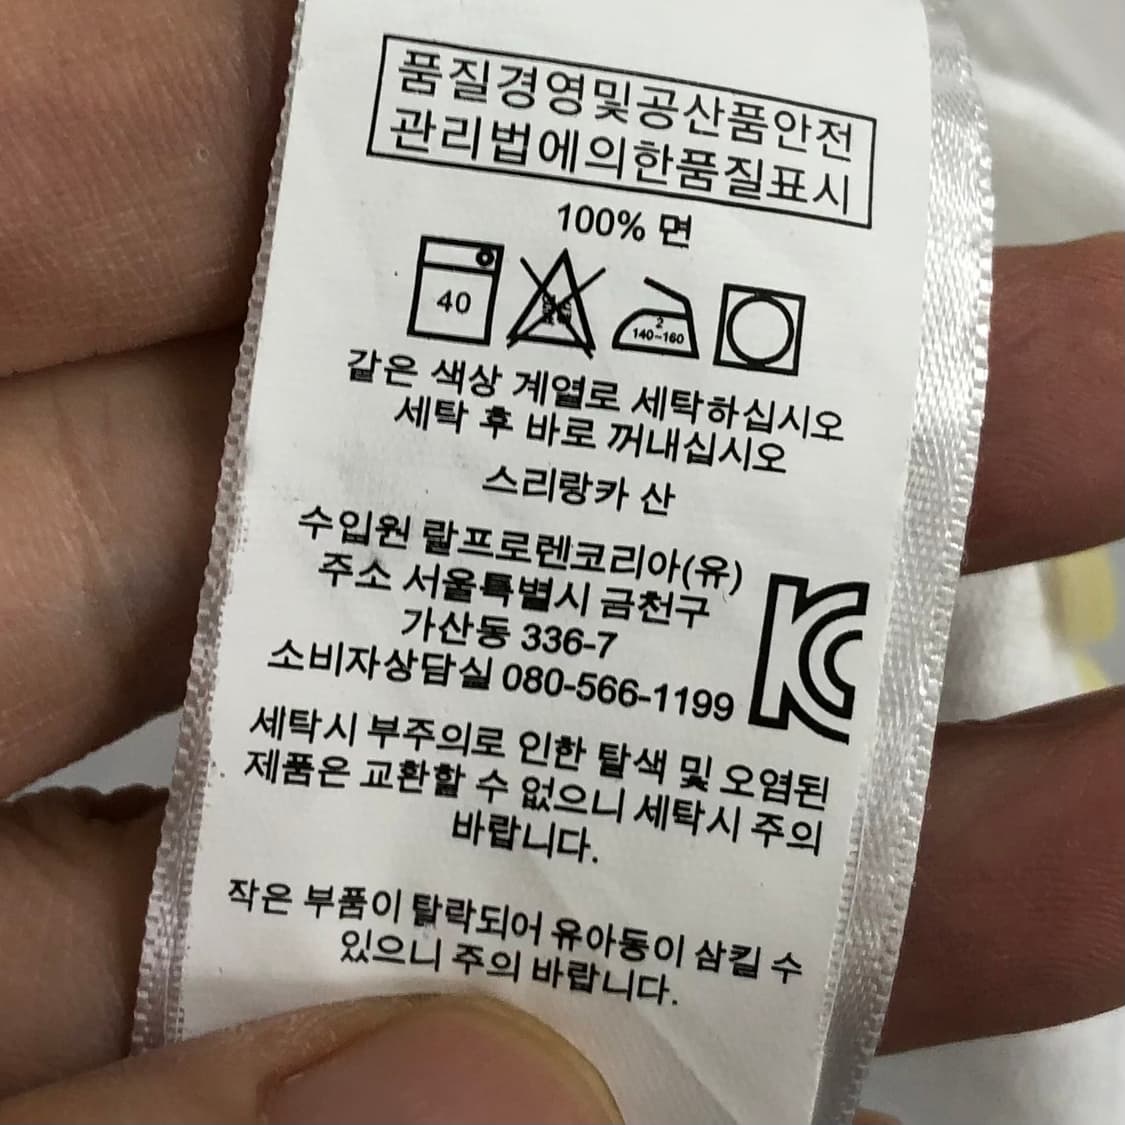 품질경영및공산품안전
관리법에의한품질표시
100% 면
40
2
140~160
같은 색상 계열로 세탁하십시오
세탁 후 바로 꺼내십시오
스리랑카 산
수입원 랄프로렌코리아(유)
주소 서울특별시 금천구
가산동 336-7
소비자상담실 080-566-1199
KC
세탁시 부주의로 인한 탈색 및 오염된
제품은 교환할 수 없으니 세탁시 주의
바랍니다.
작은 부품이 탈락되어 유아동이 삼킬 수
있으니 주의 바랍니다.